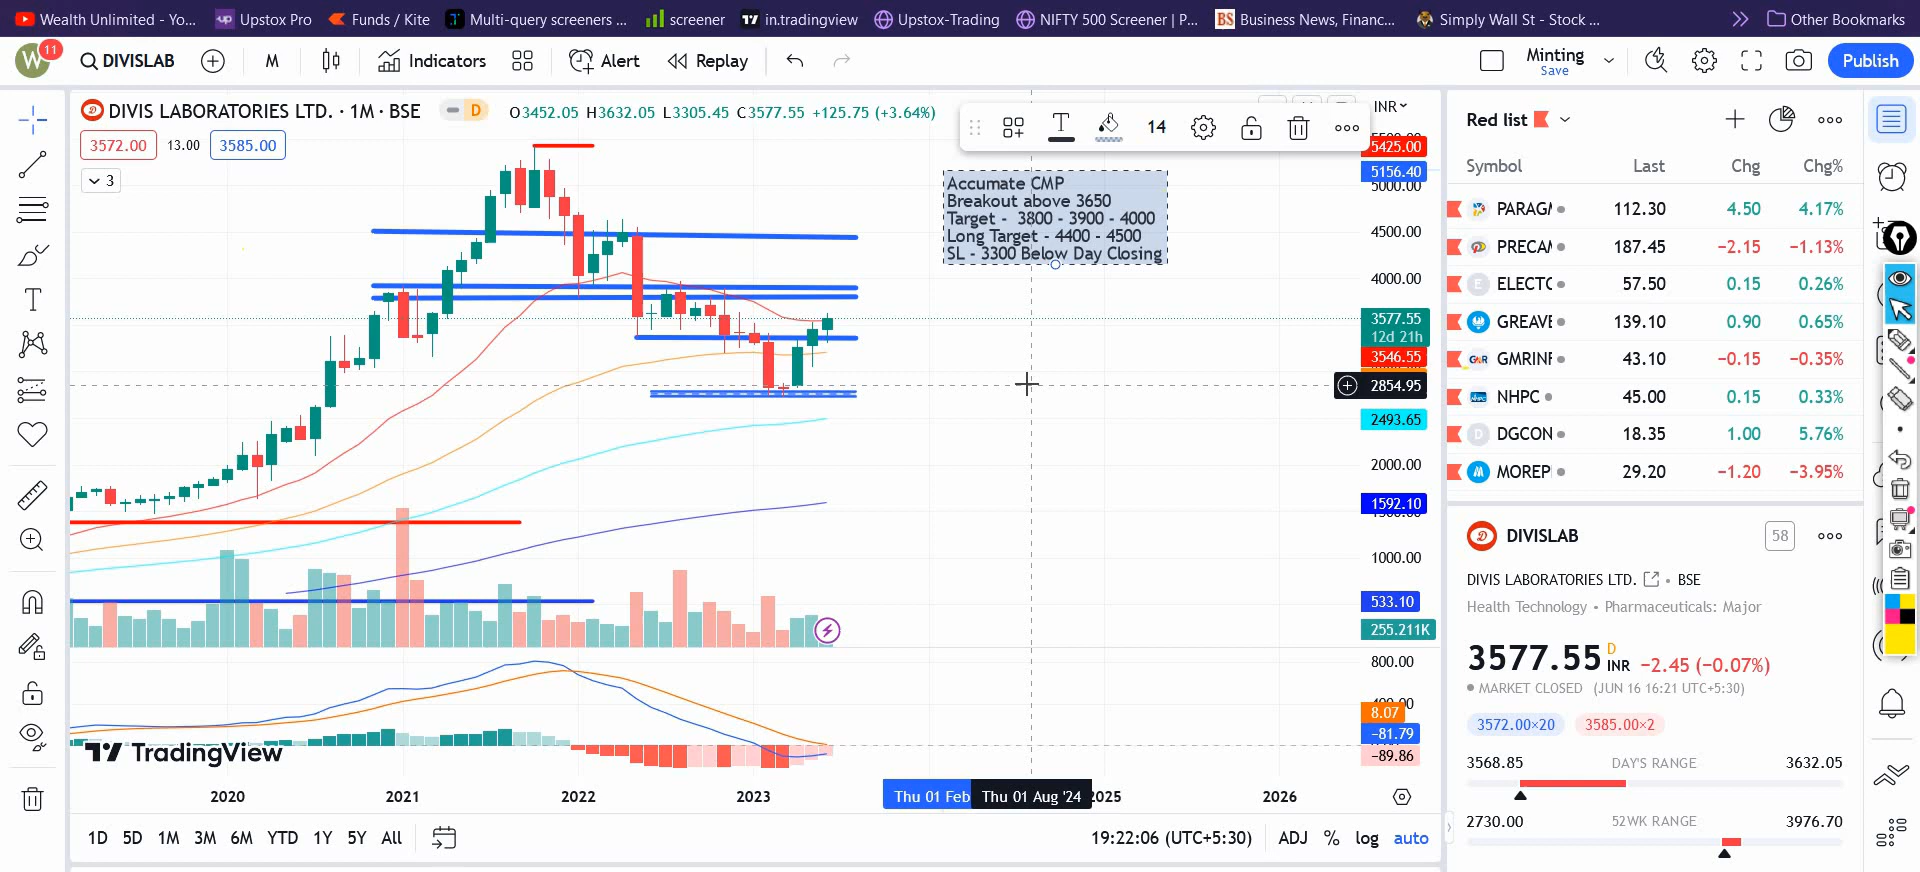 Wealth Unlimited - Yo...
Upstox Pro
Funds / Kite
Multi-query screeners ...
screener
in.tradingview
Upstox-Trading
NIFTY 500 Screener | P...
BS
Business News, Financ...
Simply Wall St - Stock ...
Other Bookmarks
W
11
DIVISLAB
M
Indicators
Alert
Replay
Minting
Save
Publish
DIVIS LABORATORIES LTD. · 1M · BSE
D
O3452.05 H3632.05 L3305.45 C3577.55 +125.75 (+3.64%)
INR
3572.00
13.00
3585.00
3
T
14
Accumate CMP
Breakout above 3650
Target - 3800 - 3900 - 4000
Long Target - 4400 - 4500
SL - 3300 Below Day Closing
5425.00
5156.40
5000.00
4500.00
4000.00
3577.55
12d 21h
3546.55
2854.95
2493.65
2000.00
1592.10
1000.00
533.10
255.211K
800.00
8.07
−81.79
−89.86
TradingView
2020
2021
2022
2023
Thu 01 Feb
Thu 01 Aug '24
2025
2026
1D 5D 1M 3M 6M YTD 1Y 5Y All
19:22:06 (UTC+5:30)
ADJ % log auto
Red list
Symbol Last Chg Chg%
PARAGM 112.30 4.50 4.17%
PRECAM 187.45 −2.15 −1.13%
ELECTC 57.50 0.15 0.26%
GREAVE 139.10 0.90 0.65%
GMRINF 43.10 −0.15 −0.35%
NHPC 45.00 0.15 0.33%
DGCON 18.35 1.00 5.76%
MOREP 29.20 −1.20 −3.95%
DIVISLAB
58
DIVIS LABORATORIES LTD. • BSE
Health Technology • Pharmaceuticals: Major
3577.55 D INR −2.45 (−0.07%)
MARKET CLOSED (JUN 16 16:21 UTC+5:30)
3572.00×20
3585.00×2
3568.85 DAY'S RANGE 3632.05
2730.00 52WK RANGE 3976.70